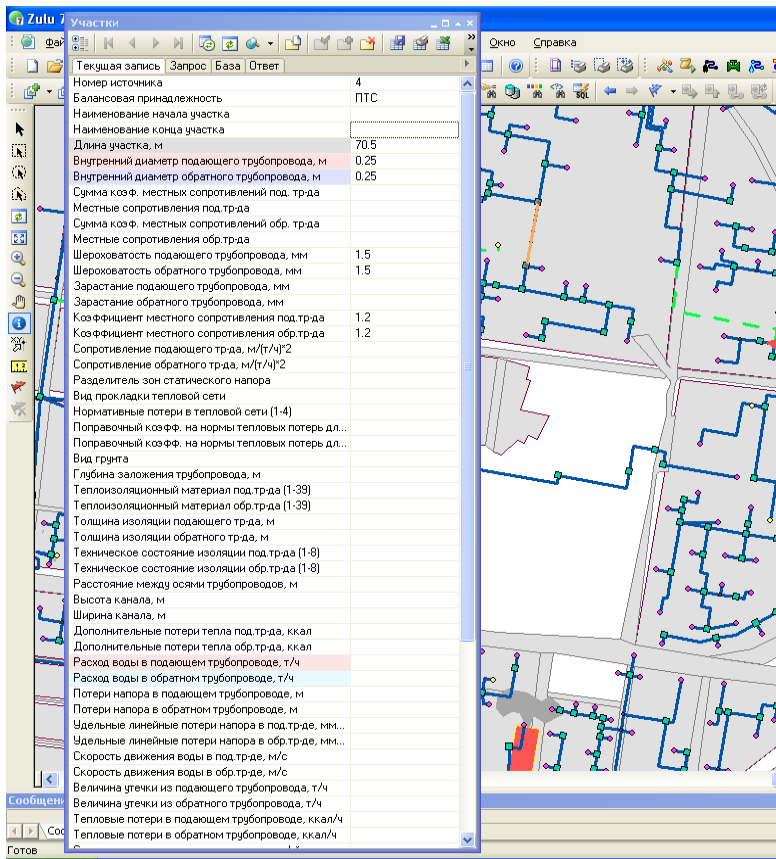 Zulu 7
Участки
Окно Справка
Текущая запись Запрос База Ответ
SQL
Номер источника 4
Балансовая принадлежность ПТС
Наименование начала участка
Наименование конца участка
Длина участка, м 70.5
Внутренний диаметр подающего трубопровода, м 0.25
Внутренний диаметр обратного трубопровода, м 0.25
Сумма коэф. местных сопротивлений под. тр-да
Местные сопротивления под.тр-да
Сумма коэф. местных сопротивлений обр. тр-да
Местные сопротивления обр.тр-да
Шероховатость подающего трубопровода, мм 1.5
Шероховатость обратного трубопровода, мм 1.5
Зарастание подающего трубопровода, мм
Зарастание обратного трубопровода, мм
Коэффициент местного сопротивления под.тр-да 1.2
Коэффициент местного сопротивления обр.тр-да 1.2
Сопротивление подающего тр-да, м/(т/ч)*2
Сопротивление обратного тр-да, м/(т/ч)*2
Разделитель зон статического напора
Вид прокладки тепловой сети
Нормативные потери в тепловой сети (1-4)
Поправочный коэфф. на нормы тепловых потерь дл...
Поправочный коэфф. на нормы тепловых потерь дл...
Вид грунта
Глубина заложения трубопровода, м
Теплоизоляционный материал под.тр-да (1-39)
Теплоизоляционный материал обр.тр-да (1-39)
Толщина изоляции подающего тр-да, м
Толщина изоляции обратного тр-да, м
Техническое состояние изоляции под.тр-да (1-8)
Техническое состояние изоляции обр.тр-да (1-8)
Расстояние между осями трубопроводов, м
Высота канала, м
Ширина канала, м
Дополнительные потери тепла под.тр-да, ккал
Дополнительные потери тепла обр.тр-да, ккал
Расход воды в подающем трубопроводе, т/ч
Расход воды в обратном трубопроводе, т/ч
Потери напора в подающем трубопроводе, м
Потери напора в обратном трубопроводе, м
Удельные линейные потери напора в под.тр-де, мм...
Удельные линейные потери напора в обр.тр-де, мм...
Скорость движения воды в под.тр-де, м/с
Скорость движения воды в обр.тр-де, м/с
Величина утечки из подающего трубопровода, т/ч
Величина утечки из обратного трубопровода, т/ч
Тепловые потери в подающем трубопроводе, ккал/ч
Тепловые потери в обратном трубопроводе, ккал/ч
Сообщени
Соо
Готов